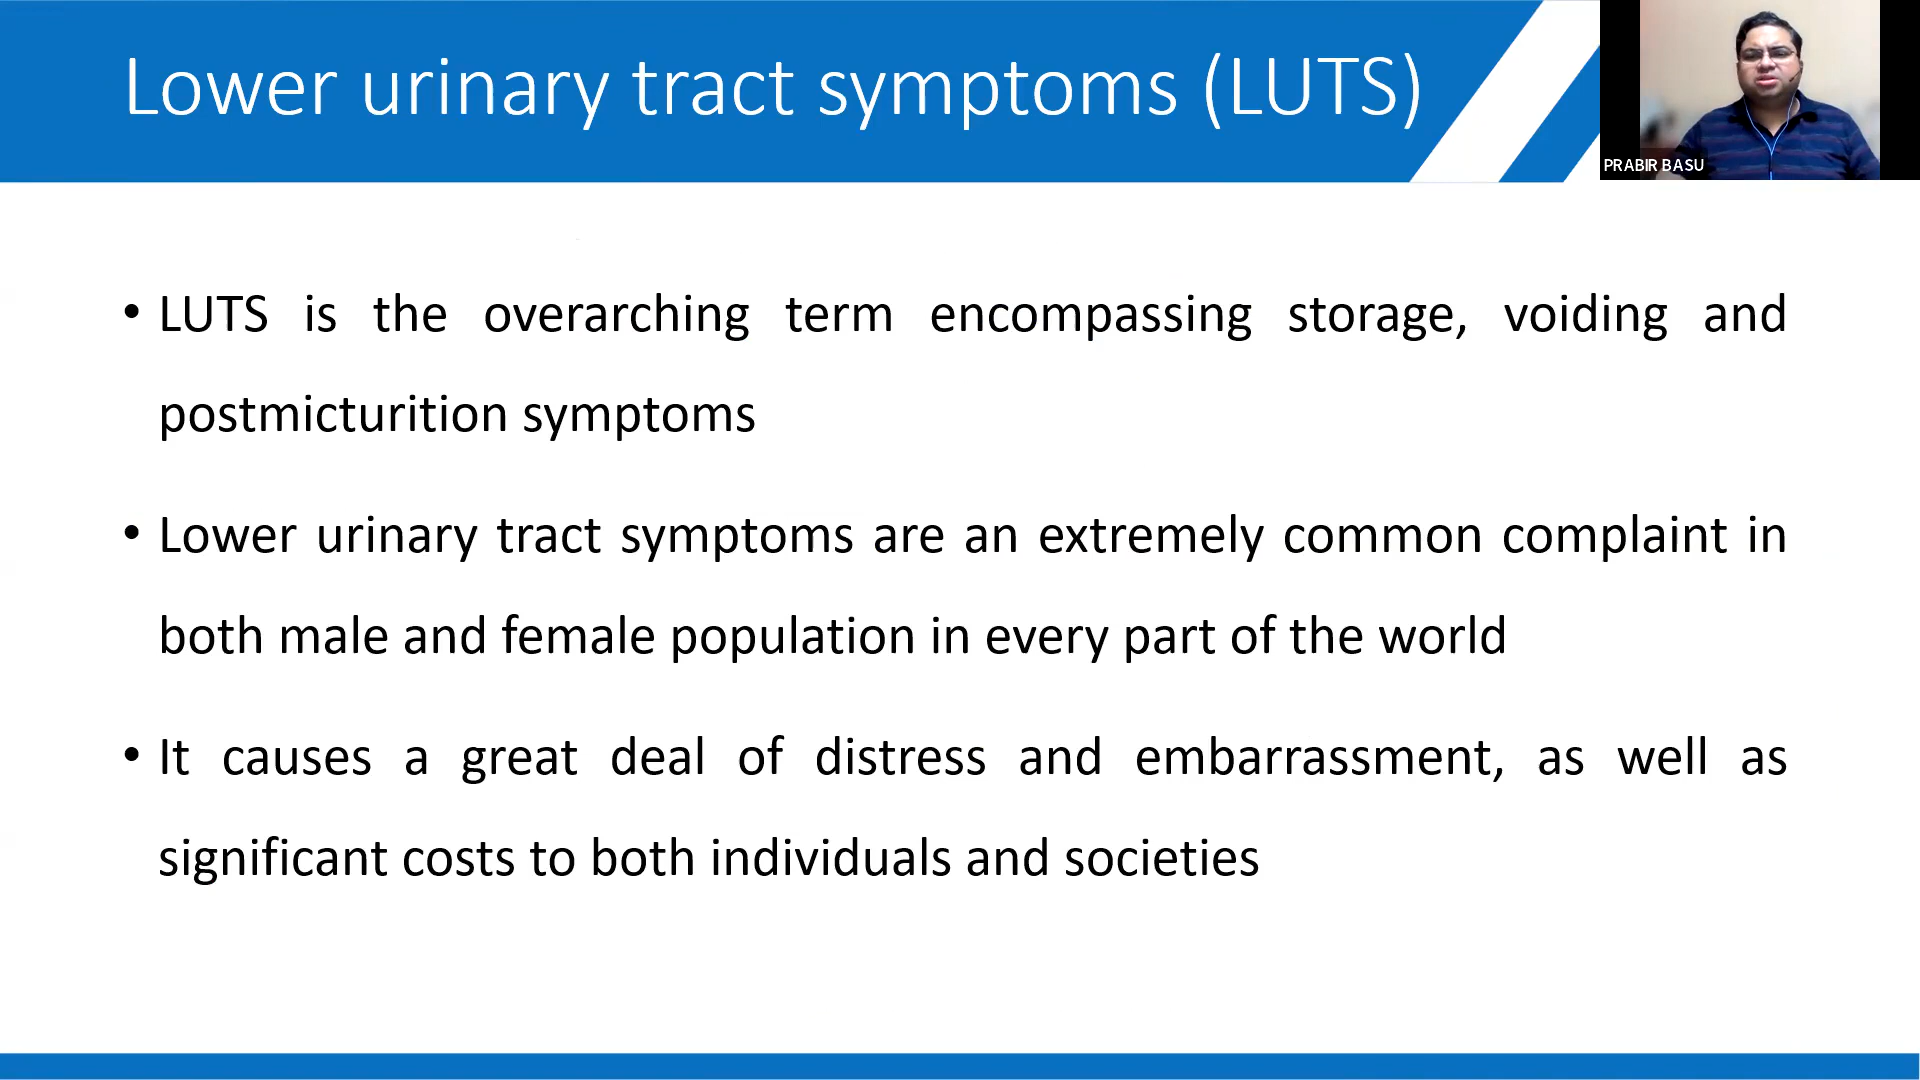 Lower urinary tract symptoms (LUTS)
PRABIR BASU
• LUTS is the overarching term encompassing storage, voiding and
postmicturition symptoms
• Lower urinary tract symptoms are an extremely common complaint in
both male and female population in every part of the world
• It causes a great deal of distress and embarrassment, as well as
significant costs to both individuals and societies